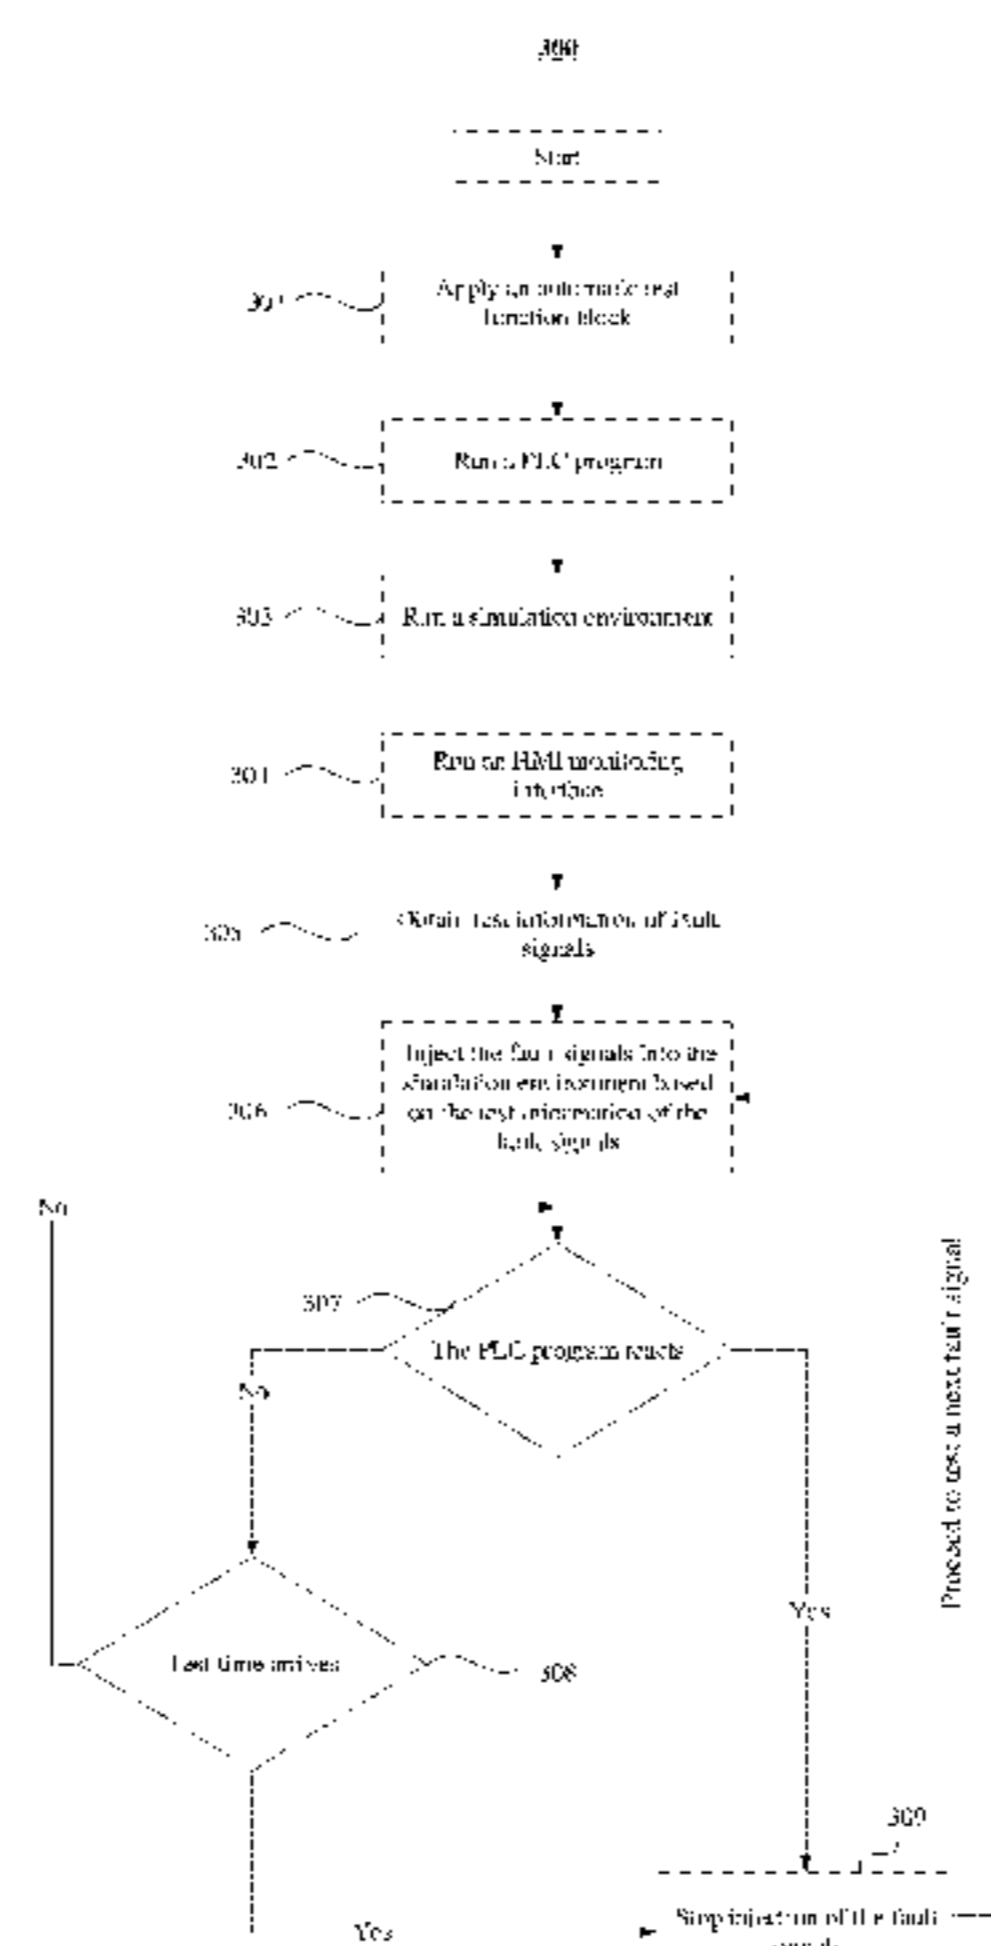 300
Start
301
Apply an automatic test
function block
302
Run a PLC program
303
Run a simulation environment
304
Run an HMI monitoring
interface
305
Obtain test information of fault
signals
306
Inject the fault signals into the
simulation environment based
on the test information of the
fault signals
No
307
The PLC program reacts
No
Proceed to test a next fault signal
Yes
Test time arrives
308
309
Yes
Stop injection of the fault